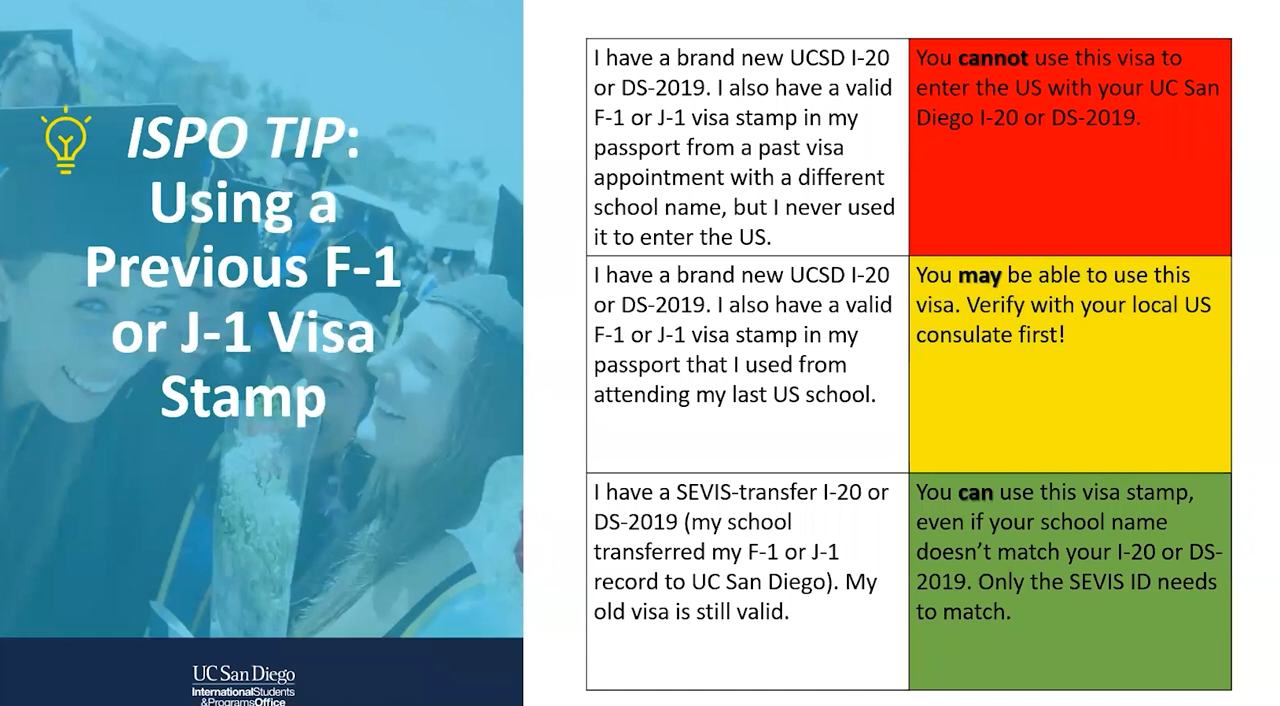 ISPO TIP:
Using a
Previous F-1
or J-1 Visa
Stamp
UC San Diego
InternationalStudents
&ProgramsOffice
I have a brand new UCSD I-20
or DS-2019. I also have a valid
F-1 or J-1 visa stamp in my
passport from a past visa
appointment with a different
school name, but I never used
it to enter the US.
You cannot use this visa to
enter the US with your UC San
Diego I-20 or DS-2019.
I have a brand new UCSD I-20
or DS-2019. I also have a valid
F-1 or J-1 visa stamp in my
passport that I used from
attending my last US school.
You may be able to use this
visa. Verify with your local US
consulate first!
I have a SEVIS-transfer I-20 or
DS-2019 (my school
transferred my F-1 or J-1
record to UC San Diego). My
old visa is still valid.
You can use this visa stamp,
even if your school name
doesn’t match your I-20 or DS-
2019. Only the SEVIS ID needs
to match.